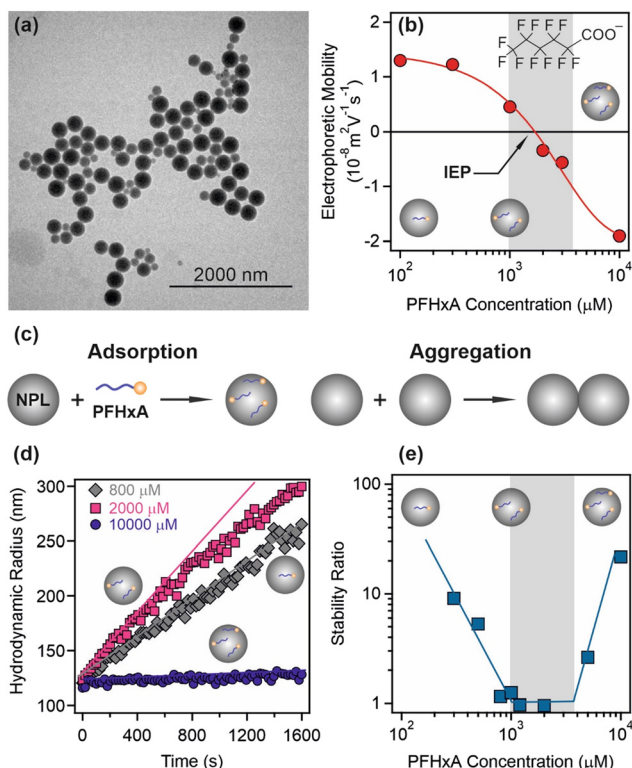 (a)
2000 nm
(b)
Electrophoretic Mobility
(10⁻⁸ m² V⁻¹ s⁻¹)
2
1
0
-1
-2
F F F F F COO⁻
F
F F F F F
IEP
10² 10³ 10⁴
PFHxA Concentration (μM)
(c)
Adsorption
Aggregation
NPL + PFHxA
+
(d)
800 μM
2000 μM
10000 μM
Hydrodynamic Radius (nm)
300
250
200
150
100
0 400 800 1200 1600
Time (s)
(e)
Stability Ratio
100
10
1
10² 10³ 10⁴
PFHxA Concentration (μM)